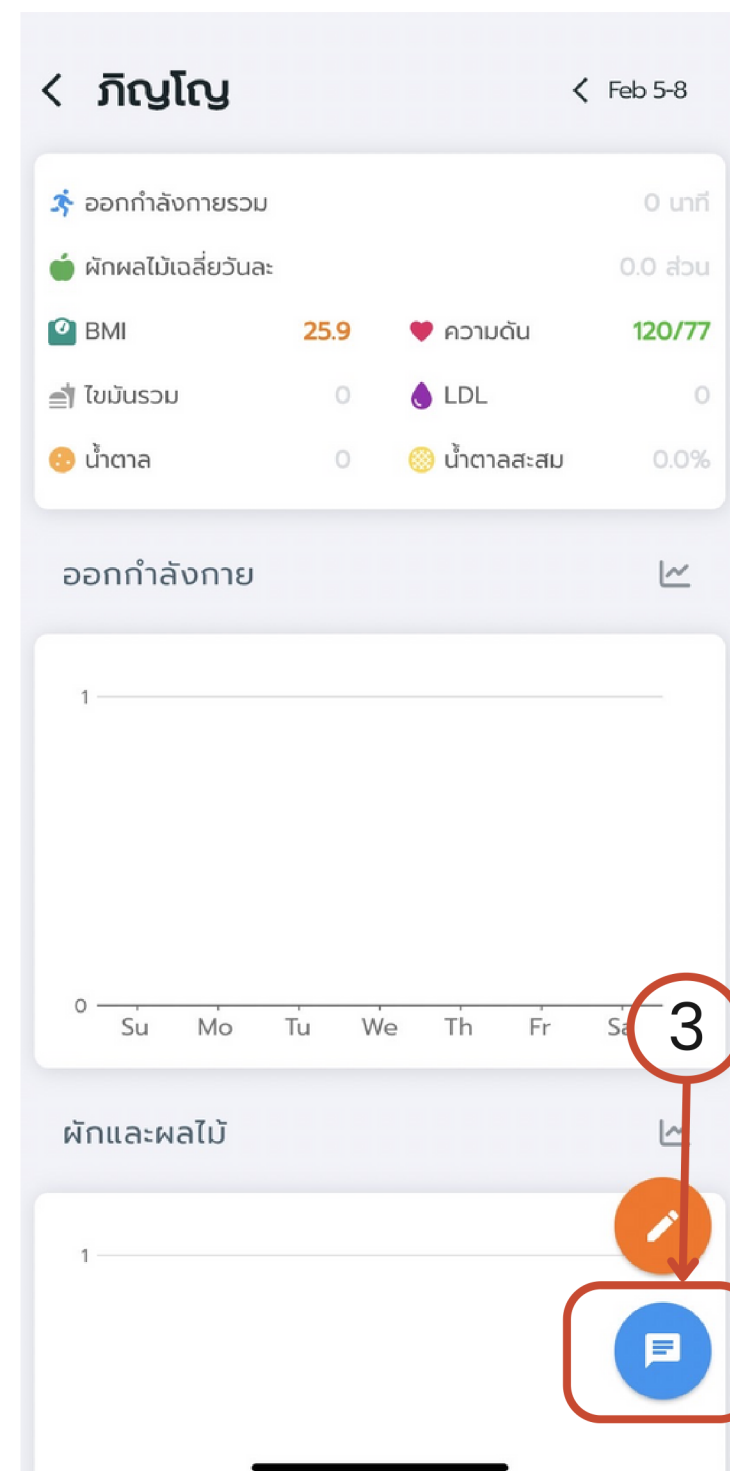 ภิญโญ Feb 5-8
ออกกำลังกายรวม 0 นาที
ผักผลไม้เฉลี่ยวันละ 0.0 ส่วน
BMI 25.9 ความดัน 120/77
ไขมันรวม 0 LDL 0
น้ำตาล 0 น้ำตาลสะสม 0.0%
ออกกำลังกาย
1
0
Su Mo Tu We Th Fr Sa
3
ผักและผลไม้
1